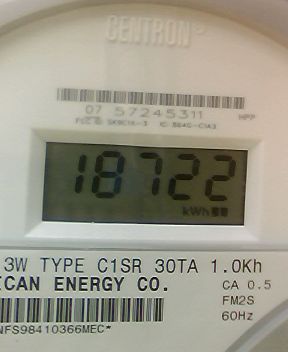 CENTRON
07 57245311 HPP
18722
kWh
3W TYPE C1SR 30TA 1.0Kh
ICAN ENERGY CO. CA 0.5
FM2S
NFS98410366MEC* 60Hz